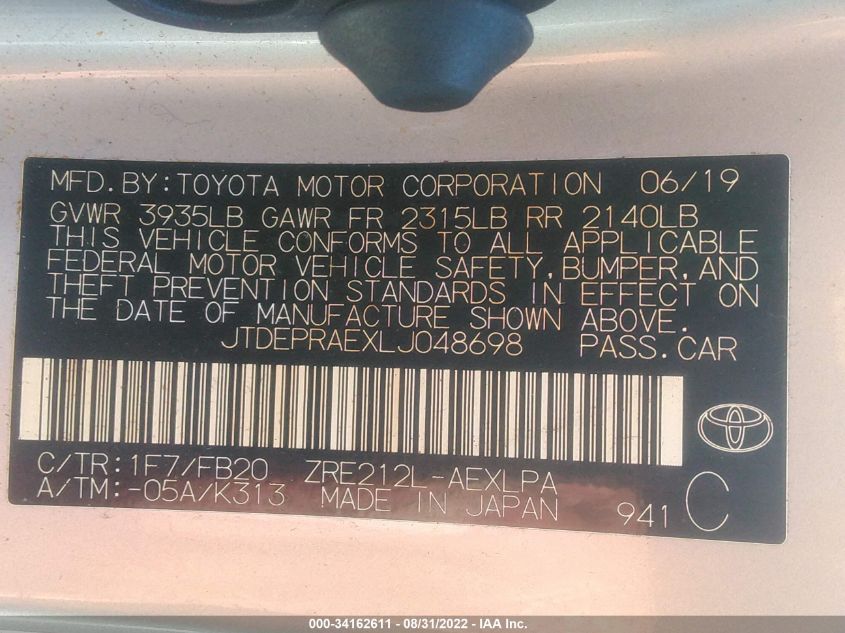 MFD. BY: TOYOTA MOTOR CORPORATION 06/19
GVWR 3935LB GAWR FR 2315LB RR 2140LB
THIS VEHICLE CONFORMS TO ALL APPLICABLE
FEDERAL MOTOR VEHICLE SAFETY, BUMPER, AND
THEFT PREVENTION STANDARDS IN EFFECT ON
THE DATE OF MANUFACTURE SHOWN ABOVE.
JTDEPRAEXLJ048698 PASS. CAR
C/TR: 1F7/FB20 ZRE212L-AEXLPA
A/TM: -05A/K313 MADE IN JAPAN 941 C
000-34162611 - 08/31/2022 - IAA Inc.